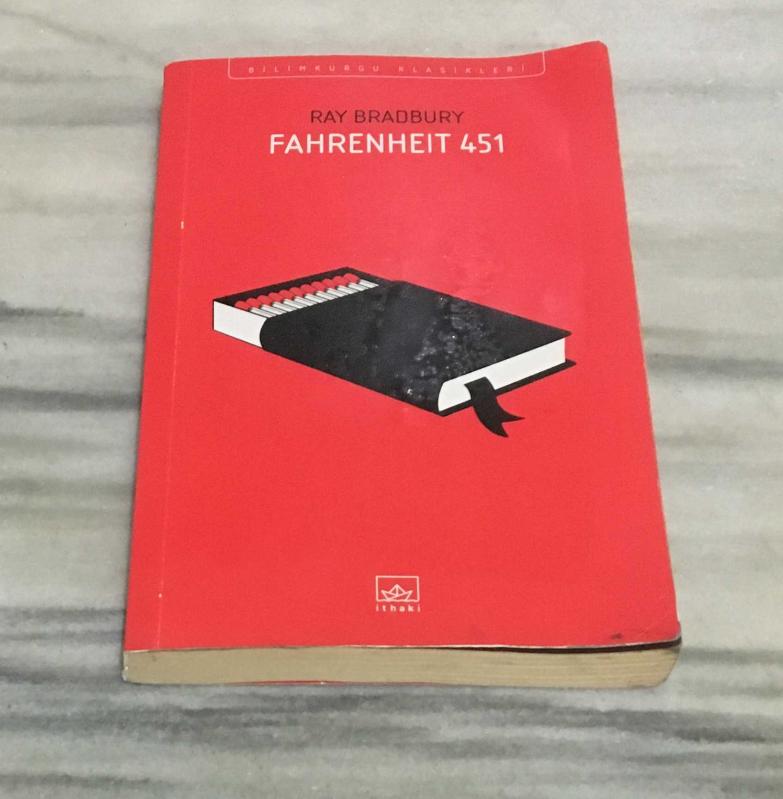 BİLİMKURGU KLASİKLERİ
RAY BRADBURY
FAHRENHEIT 451
ithaki